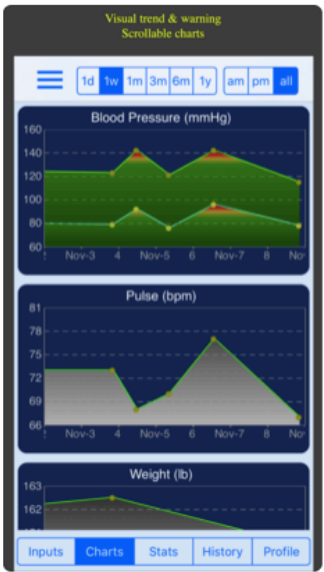 Visual trend & warning
Scrollable charts
1d 1w 1m 3m 6m 1y am pm all
Blood Pressure (mmHg)
160
140
120
100
80
60
Nov-3 4 Nov-5 6 Nov-7 8
Pulse (bpm)
81
78
75
72
69
66
Nov-3 4 Nov-5 6 Nov-7 8
Weight (lb)
163
162
Inputs Charts Stats History Profile